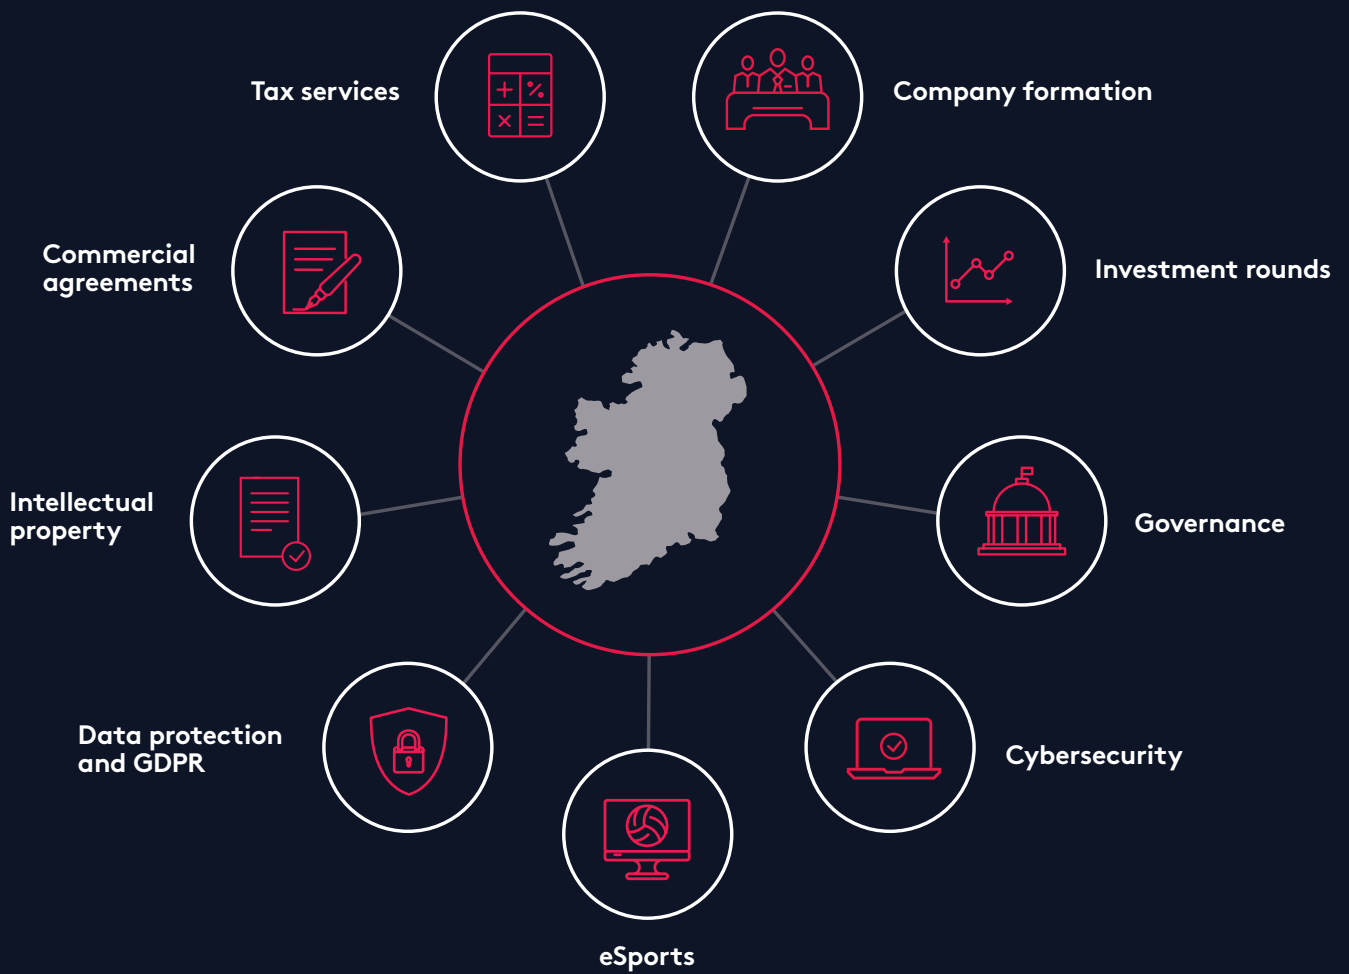 Tax services
Company formation
Commercial
agreements
Investment rounds
Intellectual
property
Governance
Data protection
and GDPR
Cybersecurity
eSports